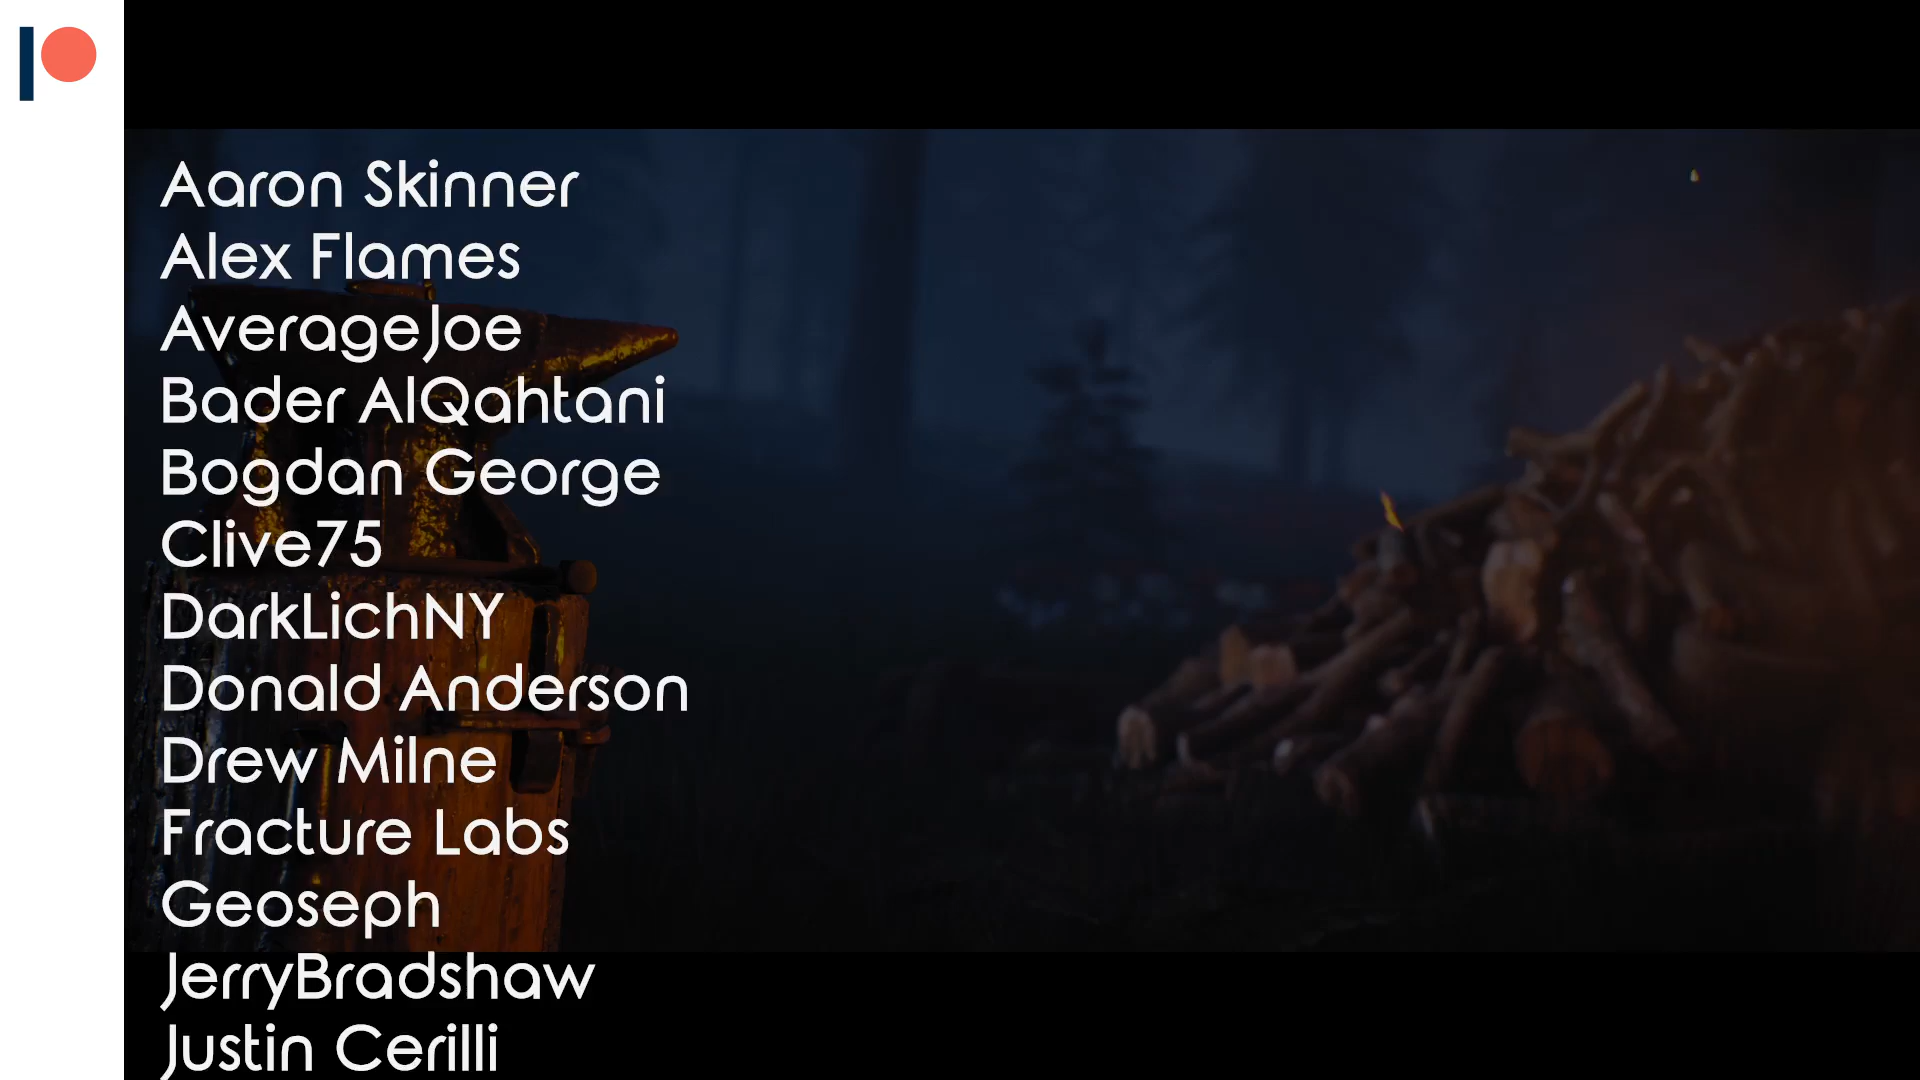 Aaron Skinner
Alex Flames
AverageJoe
Bader AlQahtani
Bogdan George
Clive75
DarkLichNY
Donald Anderson
Drew Milne
Fracture Labs
Geoseph
JerryBradshaw
Justin Cerilli